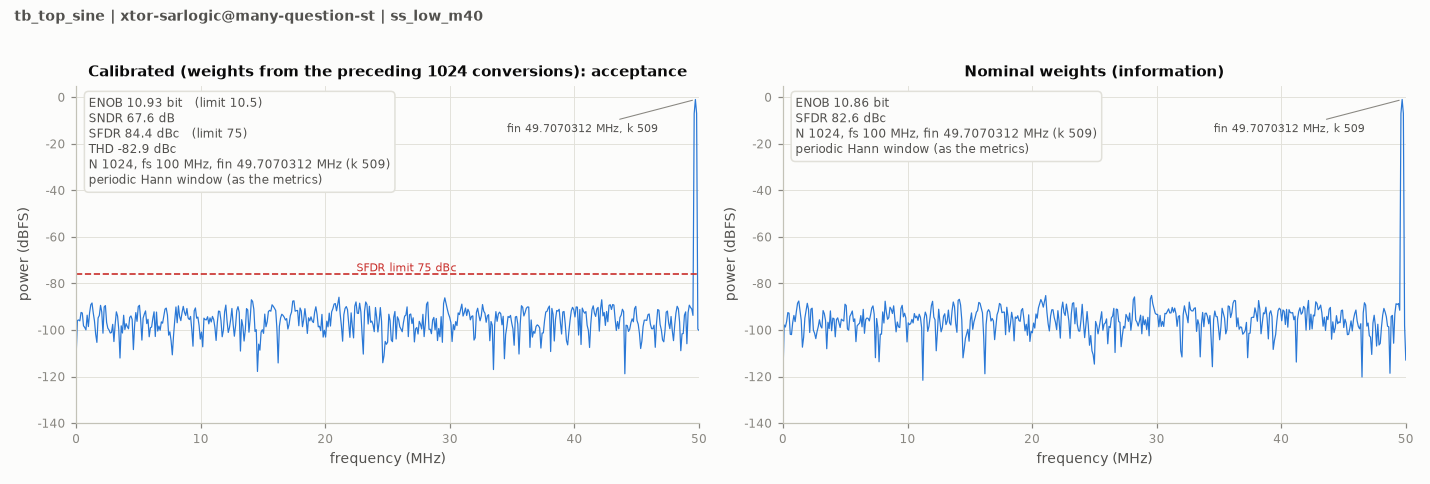 tb_top_sine | xtor-sarlogic@many-question-st | ss_low_m40
Calibrated (weights from the preceding 1024 conversions): acceptance
ENOB 10.93 bit (limit 10.5)
SNDR 67.6 dB
SFDR 84.4 dBc (limit 75)
THD -82.9 dBc
N 1024, fs 100 MHz, fin 49.7070312 MHz (k 509)
periodic Hann window (as the metrics)
fin 49.7070312 MHz, k 509
SFDR limit 75 dBc
power (dBFS)
0
-20
-40
-60
-80
-100
-120
-140
0 10 20 30 40 50
frequency (MHz)
Nominal weights (information)
ENOB 10.86 bit
SFDR 82.6 dBc
N 1024, fs 100 MHz, fin 49.7070312 MHz (k 509)
periodic Hann window (as the metrics)
fin 49.7070312 MHz, k 509
power (dBFS)
0
-20
-40
-60
-80
-100
-120
-140
0 10 20 30 40 50
frequency (MHz)